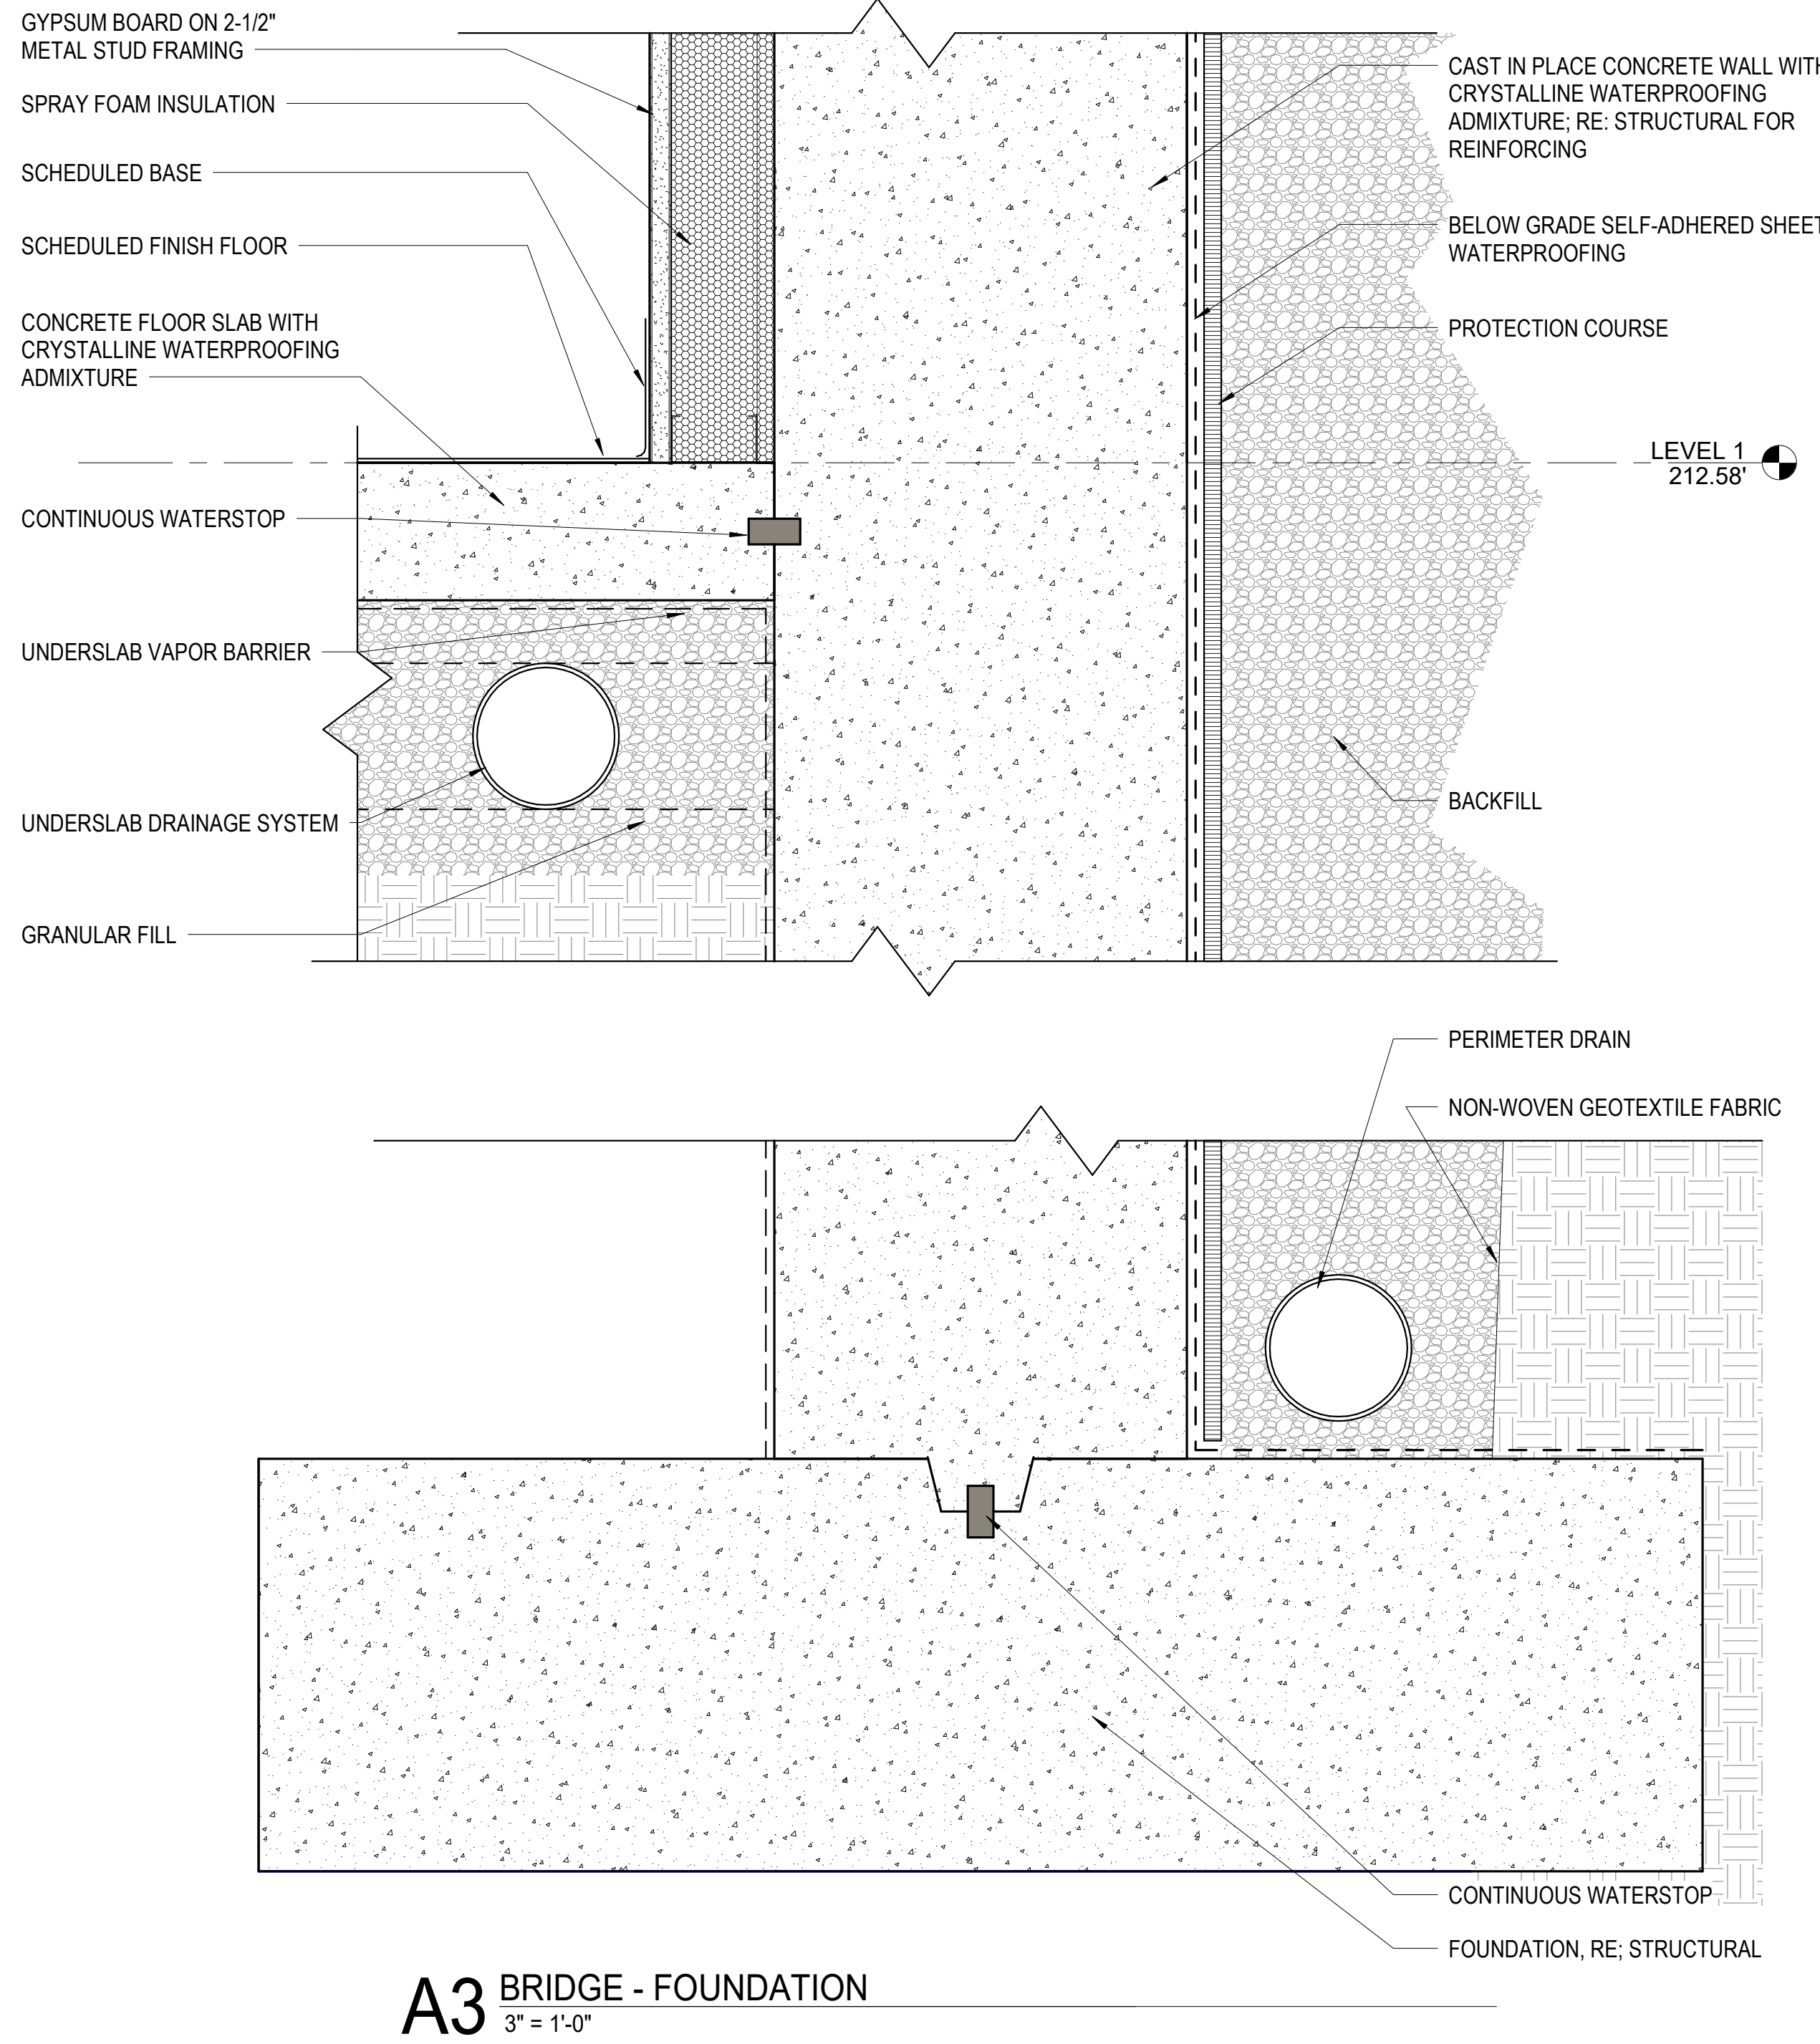 GYPSUM BOARD ON 2-1/2"
METAL STUD FRAMING
SPRAY FOAM INSULATION
SCHEDULED BASE
SCHEDULED FINISH FLOOR
CONCRETE FLOOR SLAB WITH
CRYSTALLINE WATERPROOFING
ADMIXTURE
CONTINUOUS WATERSTOP
UNDERSLAB VAPOR BARRIER
UNDERSLAB DRAINAGE SYSTEM
GRANULAR FILL
CAST IN PLACE CONCRETE WALL WITH
CRYSTALLINE WATERPROOFING
ADMIXTURE; RE: STRUCTURAL FOR
REINFORCING
BELOW GRADE SELF-ADHERED SHEET
WATERPROOFING
PROTECTION COURSE
LEVEL 1
212.58'
BACKFILL
PERIMETER DRAIN
NON-WOVEN GEOTEXTILE FABRIC
CONTINUOUS WATERSTOP
FOUNDATION, RE; STRUCTURAL
A3 BRIDGE - FOUNDATION
3" = 1'-0"